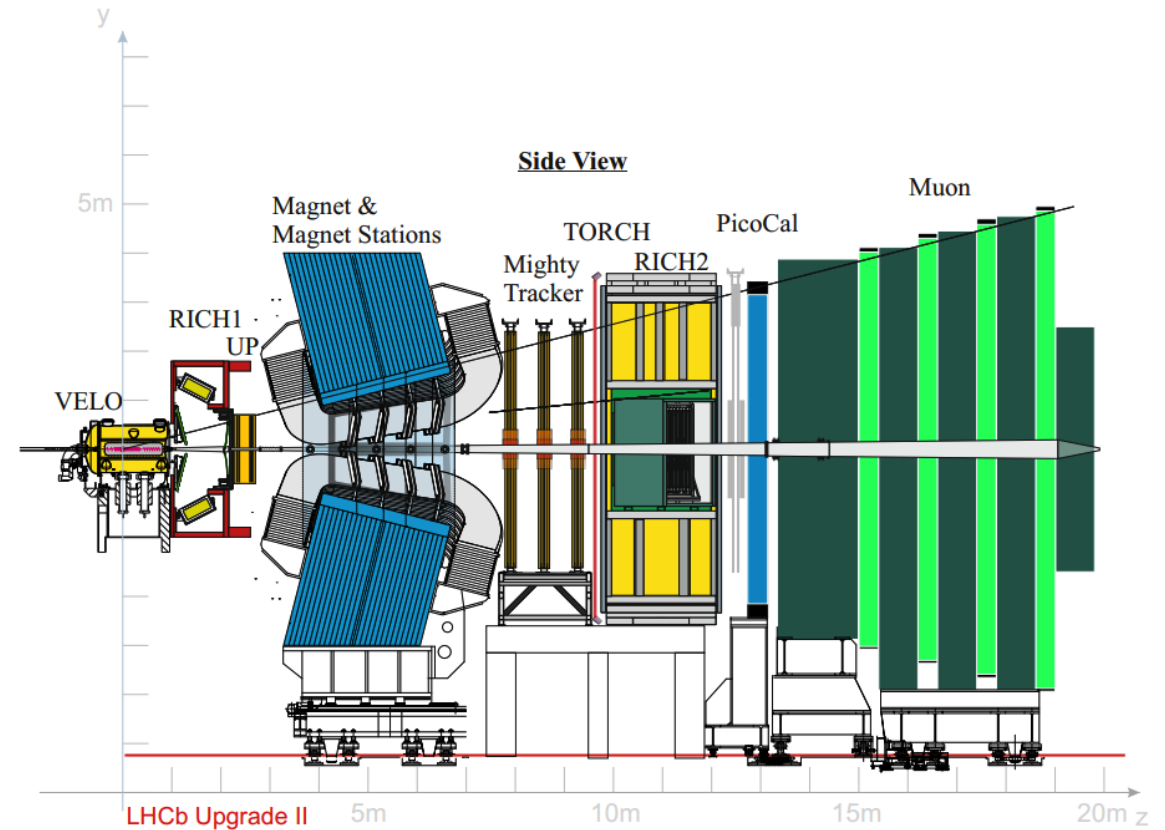 y
Side View
5m
Magnet &
Magnet Stations
Muon
PicoCal
TORCH
RICH2
Mighty
Tracker
RICH1
UP
VELO
LHCb Upgrade II
5m
10m
15m
20m
z